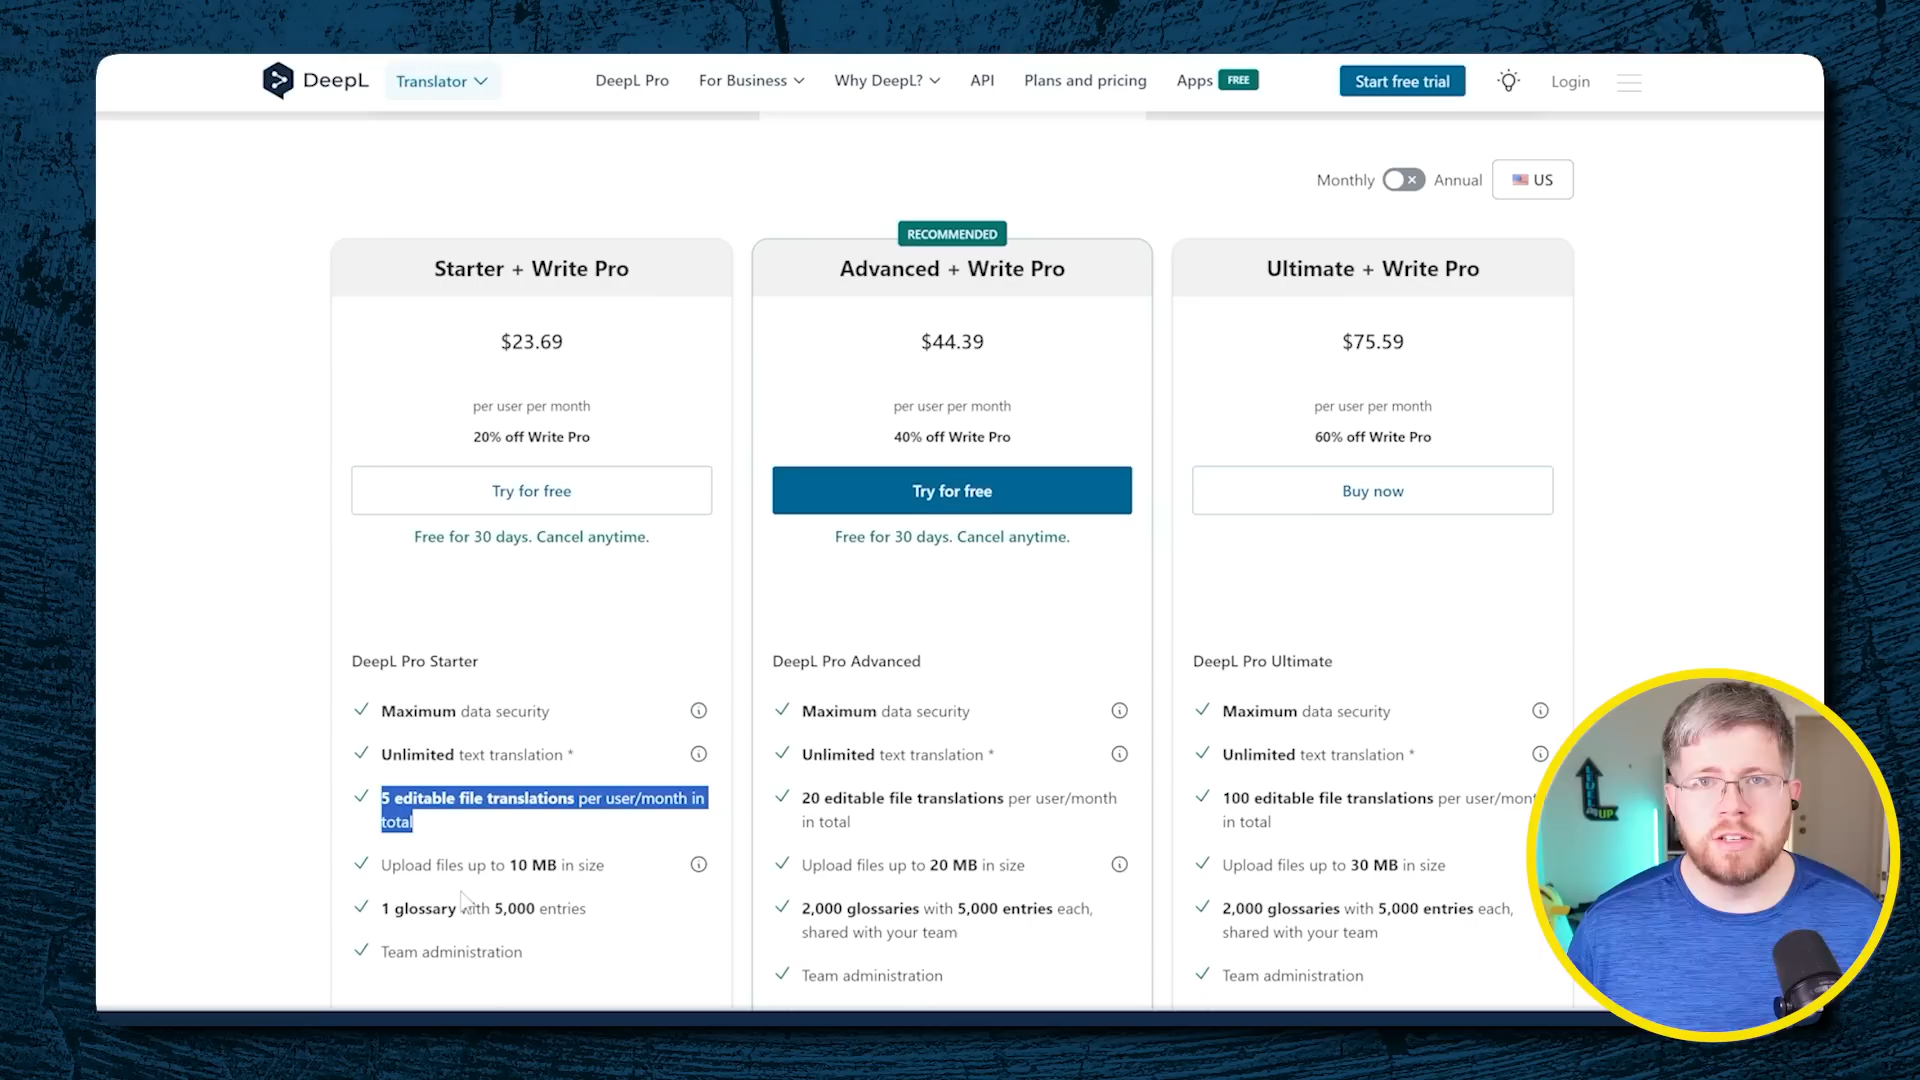 DeepL
Translator
DeepL Pro
For Business
Why DeepL?
API
Plans and pricing
Apps FREE
Start free trial
Login
Monthly
Annual
US
RECOMMENDED
Starter + Write Pro
$23.69
per user per month
20% off Write Pro
Try for free
Free for 30 days. Cancel anytime.
DeepL Pro Starter
Maximum data security
Unlimited text translation *
5 editable file translations per user/month in
total
Upload files up to 10 MB in size
1 glossary with 5,000 entries
Team administration
Advanced + Write Pro
$44.39
per user per month
40% off Write Pro
Try for free
Free for 30 days. Cancel anytime.
DeepL Pro Advanced
Maximum data security
Unlimited text translation *
20 editable file translations per user/month
in total
Upload files up to 20 MB in size
2,000 glossaries with 5,000 entries each,
shared with your team
Team administration
Ultimate + Write Pro
$75.59
per user per month
60% off Write Pro
Buy now
DeepL Pro Ultimate
Maximum data security
Unlimited text translation *
100 editable file translations per user/mont
in total
Upload files up to 30 MB in size
2,000 glossaries with 5,000 entries each,
shared with your team
Team administration
LEVEL
UP